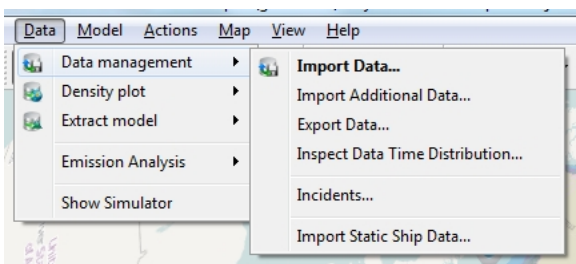 Data Model Actions Map View Help
Data management
Density plot
Extract model
Emission Analysis
Show Simulator
Import Data...
Import Additional Data...
Export Data...
Inspect Data Time Distribution...
Incidents...
Import Static Ship Data...